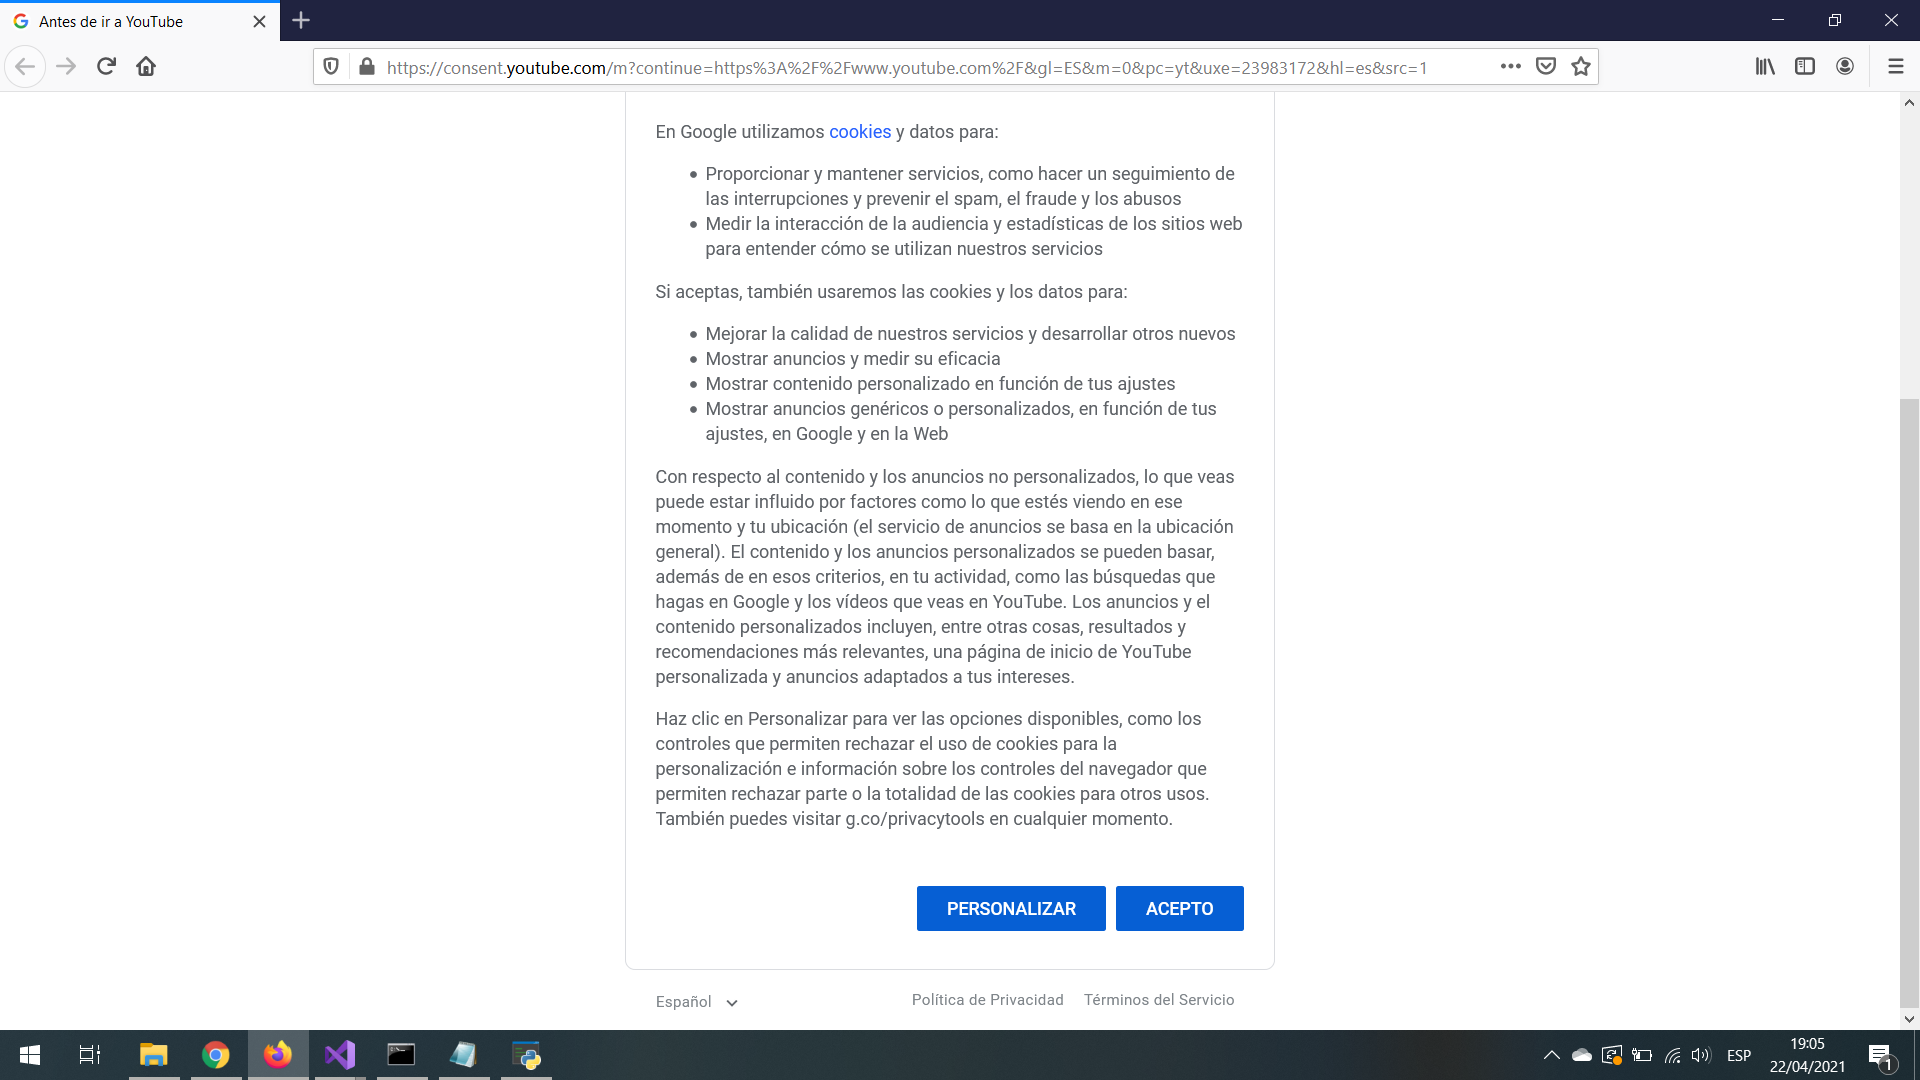 Antes de ir a YouTube
https://consent.youtube.com/m?continue=https%3A%2F%2Fwww.youtube.com%2F&gl=ES&m=0&pc=yt&uxe=23983172&hl=es&src=1
En Google utilizamos cookies y datos para:
Proporcionar y mantener servicios, como hacer un seguimiento de
las interrupciones y prevenir el spam, el fraude y los abusos
Medir la interacción de la audiencia y estadísticas de los sitios web
para entender cómo se utilizan nuestros servicios
Si aceptas, también usaremos las cookies y los datos para:
Mejorar la calidad de nuestros servicios y desarrollar otros nuevos
Mostrar anuncios y medir su eficacia
Mostrar contenido personalizado en función de tus ajustes
Mostrar anuncios genéricos o personalizados, en función de tus
ajustes, en Google y en la Web
Con respecto al contenido y los anuncios no personalizados, lo que veas
puede estar influido por factores como lo que estés viendo en ese
momento y tu ubicación (el servicio de anuncios se basa en la ubicación
general). El contenido y los anuncios personalizados se pueden basar,
además de en esos criterios, en tu actividad, como las búsquedas que
hagas en Google y los vídeos que veas en YouTube. Los anuncios y el
contenido personalizados incluyen, entre otras cosas, resultados y
recomendaciones más relevantes, una página de inicio de YouTube
personalizada y anuncios adaptados a tus intereses.
Haz clic en Personalizar para ver las opciones disponibles, como los
controles que permiten rechazar el uso de cookies para la
personalización e información sobre los controles del navegador que
permiten rechazar parte o la totalidad de las cookies para otros usos.
También puedes visitar g.co/privacytools en cualquier momento.
PERSONALIZAR ACEPTO
Español Política de Privacidad Términos del Servicio
ESP
19:05
22/04/2021
1